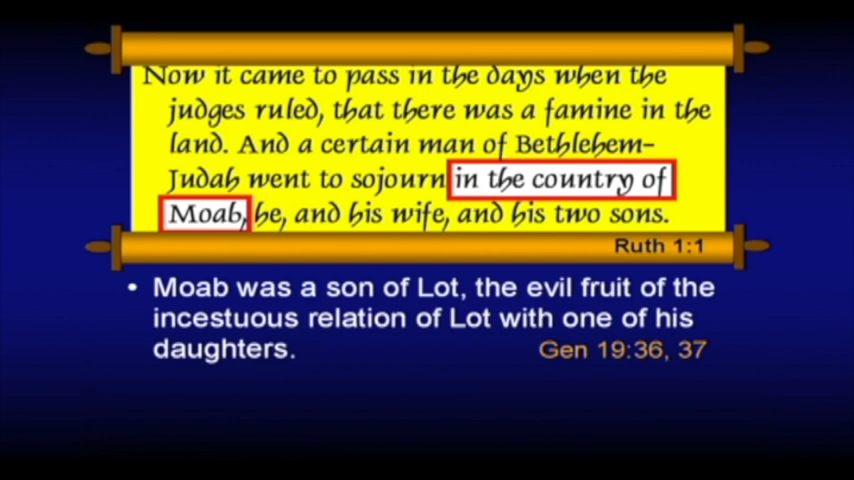 Now it came to pass in the days when the
judges ruled, that there was a famine in the
land. And a certain man of Bethlehem-
Judah went to sojourn in the country of
Moab, he, and his wife, and his two sons.
Ruth 1:1
• Moab was a son of Lot, the evil fruit of the
incestuous relation of Lot with one of his
daughters. Gen 19:36, 37